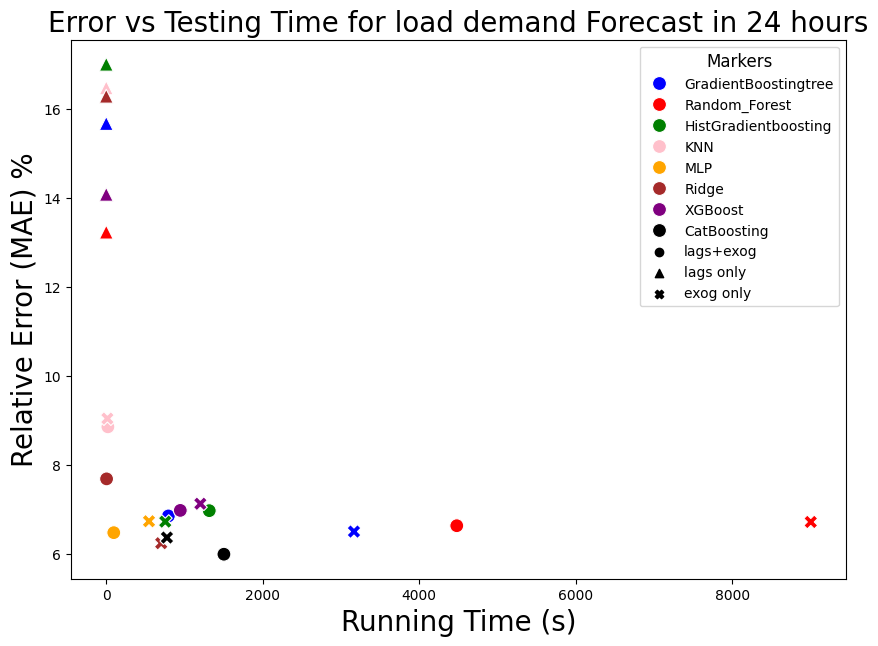 Error vs Testing Time for load demand Forecast in 24 hours
Markers
GradientBoostingtree
Random_Forest
HistGradientboosting
KNN
MLP
Ridge
XGBoost
CatBoosting
lags+exog
lags only
exog only
Relative Error (MAE) %
16
14
12
10
8
6
0 2000 4000 6000 8000
Running Time (s)